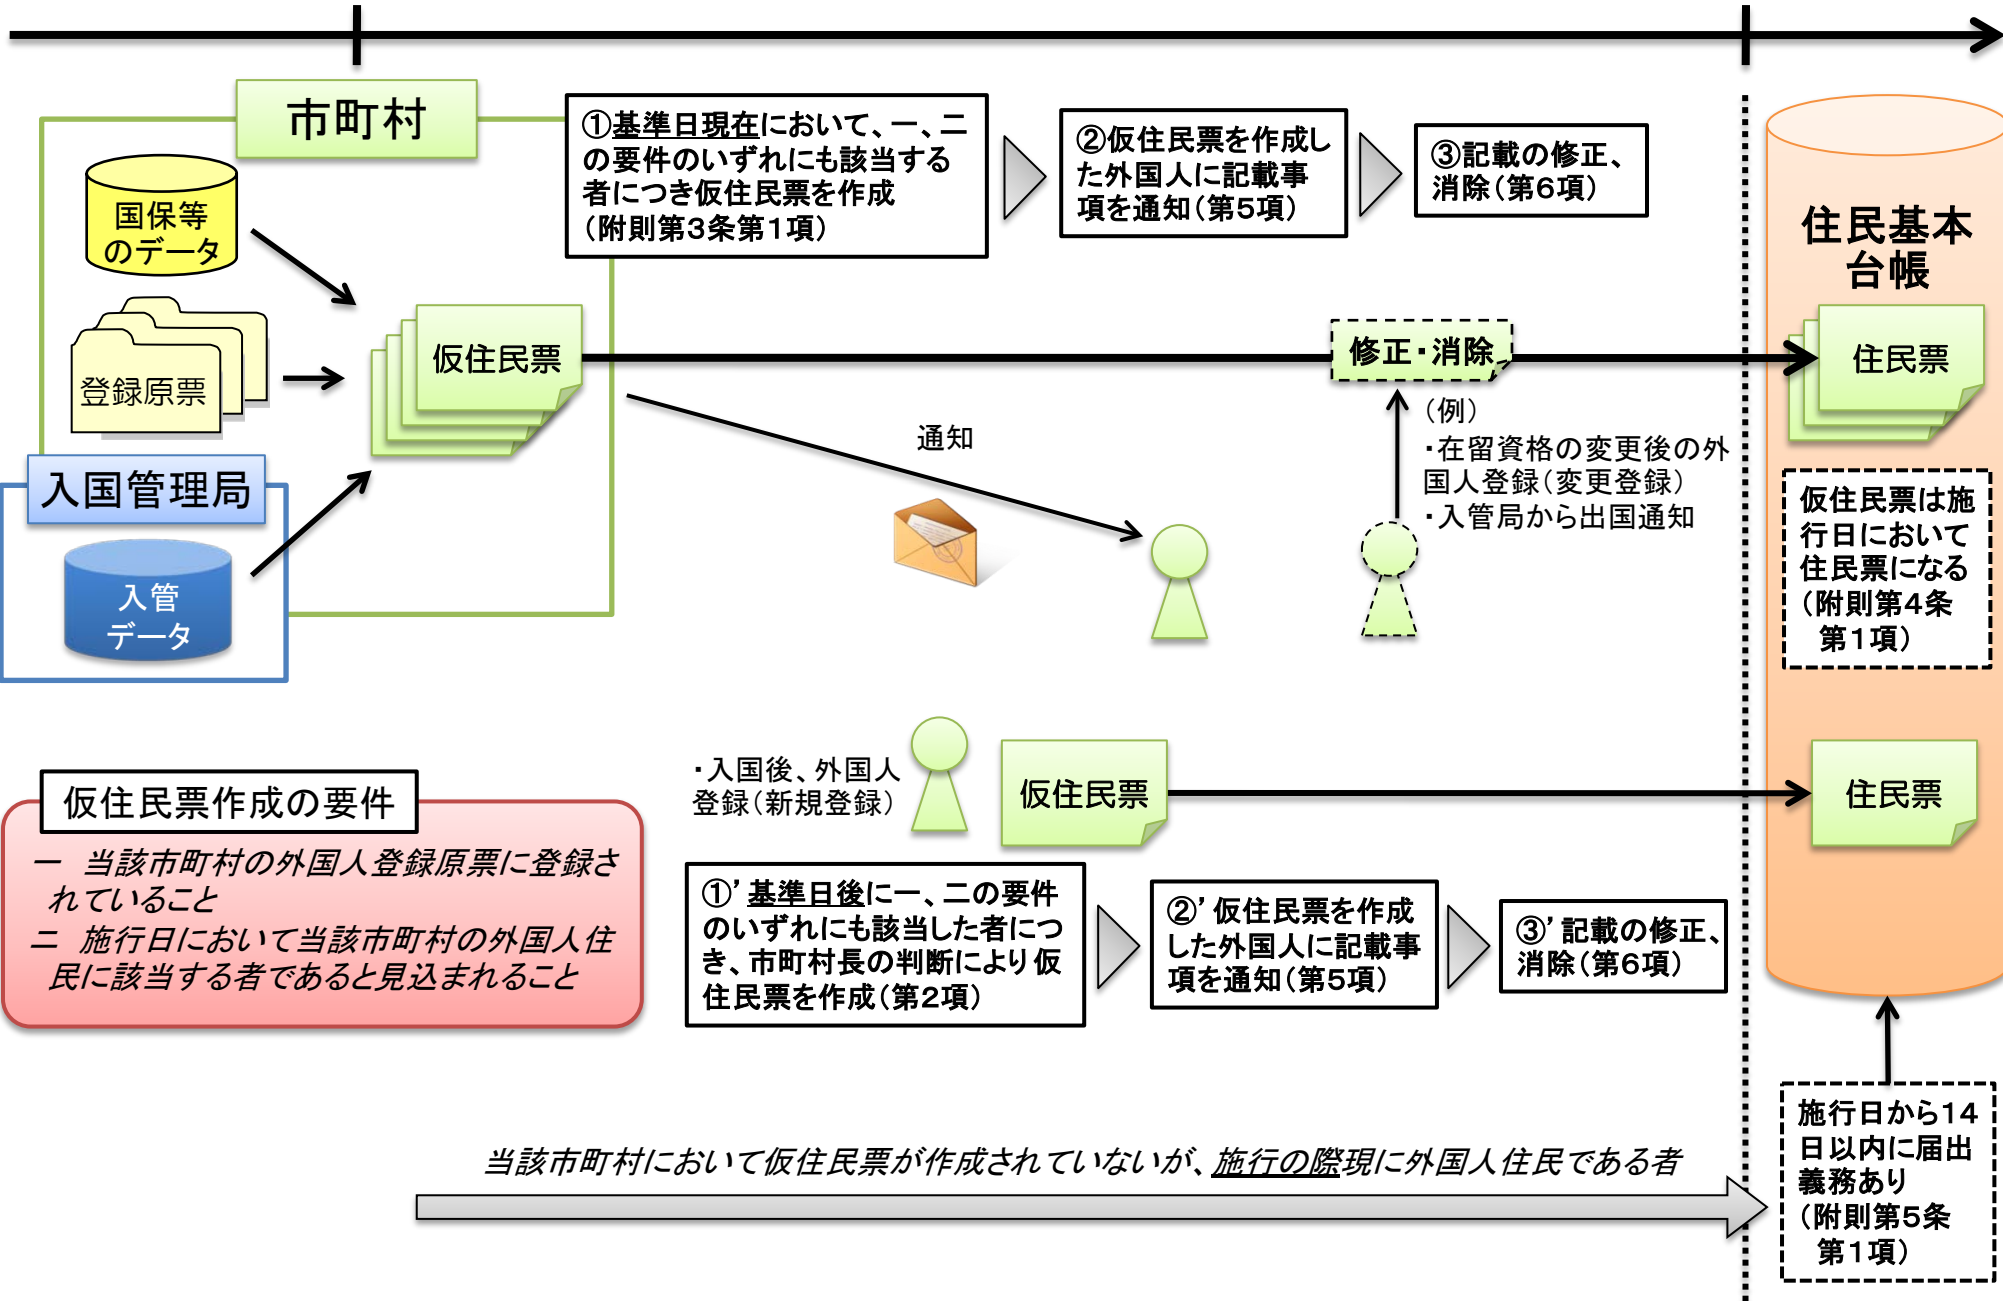 市町村
国保等
のデータ
登録原票
入国管理局
入管
データ
仮住民票
①基準日現在において、一、二
の要件のいずれにも該当する
者につき仮住民票を作成
（附則第３条第１項）
②仮住民票を作成し
た外国人に記載事
項を通知（第５項）
③記載の修正、
消除（第６項）
住民基本
台帳
修正・消除
住民票
通知
（例）
・在留資格の変更後の外
国人登録（変更登録）
・入管局から出国通知
仮住民票は施
行日において
住民票になる
（附則第４条
第１項）
仮住民票作成の要件
一　当該市町村の外国人登録原票に登録さ
れていること
二　施行日において当該市町村の外国人住
民に該当する者であると見込まれること
・入国後、外国人
登録（新規登録）
仮住民票
住民票
①’基準日後に一、二の要件
のいずれにも該当した者につ
き、市町村長の判断により仮
住民票を作成（第２項）
②’仮住民票を作成
した外国人に記載事
項を通知（第５項）
③’記載の修正、
消除（第６項）
当該市町村において仮住民票が作成されていないが、施行の際現に外国人住民である者
施行日から１４
日以内に届出
義務あり
（附則第５条
第１項）